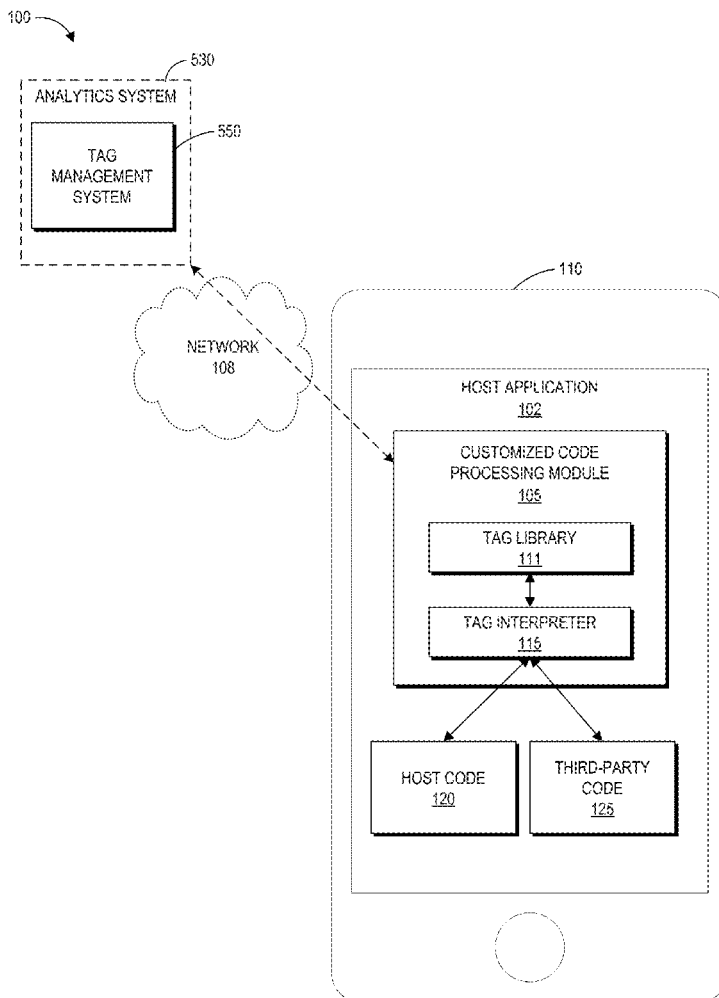 100
530
ANALYTICS SYSTEM
550
TAG
MANAGEMENT
SYSTEM
110
NETWORK
108
HOST APPLICATION
102
CUSTOMIZED CODE
PROCESSING MODULE
105
TAG LIBRARY
111
TAG INTERPRETER
115
HOST CODE
120
THIRD-PARTY
CODE
125